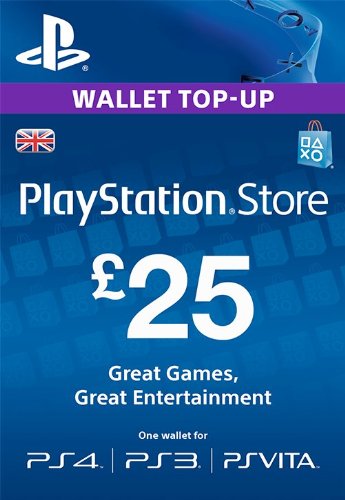 WALLET TOP-UP
PlayStation®Store
£25
Great Games,
Great Entertainment
One wallet for
PS4 | PS3 | PSVITA